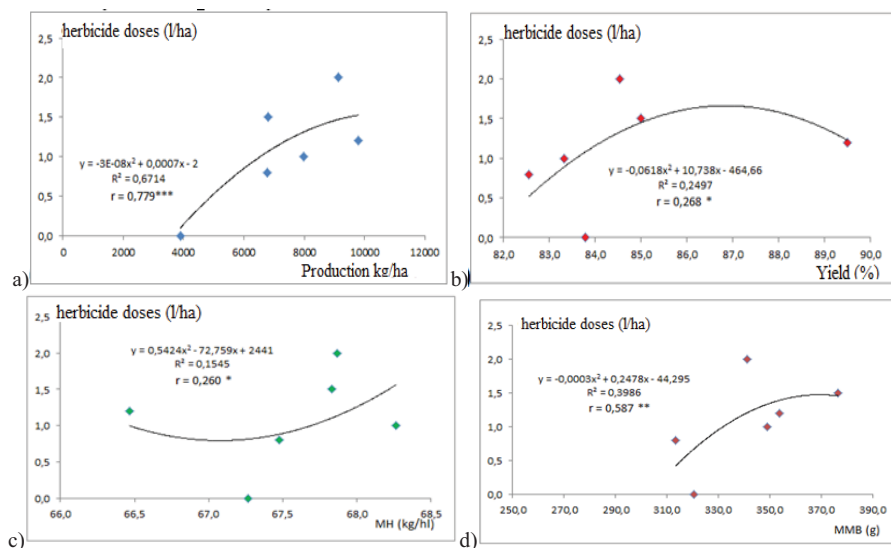 herbicide doses (l/ha)
2,5
2,0
1,5
1,0
0,5
0,0
y = -3E-08x² + 0,0007x - 2
R² = 0,6714
r = 0,779***
0 2000 4000 6000 8000 10000 12000
Production kg/ha
a)
herbicide doses (l/ha)
2,5
2,0
1,5
1,0
0,5
0,0
y = -0,0618x² + 10,738x - 464,66
R² = 0,2497
r = 0,268 *
82,0 83,0 84,0 85,0 86,0 87,0 88,0 89,0 90,0
Yield (%)
b)
herbicide doses (l/ha)
2,5
2,0
1,5
1,0
0,5
0,0
y = 0,5424x² - 72,759x + 2441
R² = 0,1545
r = 0,260 *
66,0 66,5 67,0 67,5 68,0 68,5
MH (kg/hl)
c)
herbicide doses (l/ha)
2,5
2,0
1,5
1,0
0,5
0,0
y = -0,0003x² + 0,2478x - 44,295
R² = 0,3986
r = 0,587 **
250,0 270,0 290,0 310,0 330,0 350,0 370,0 390,0
MMB (g)
d)